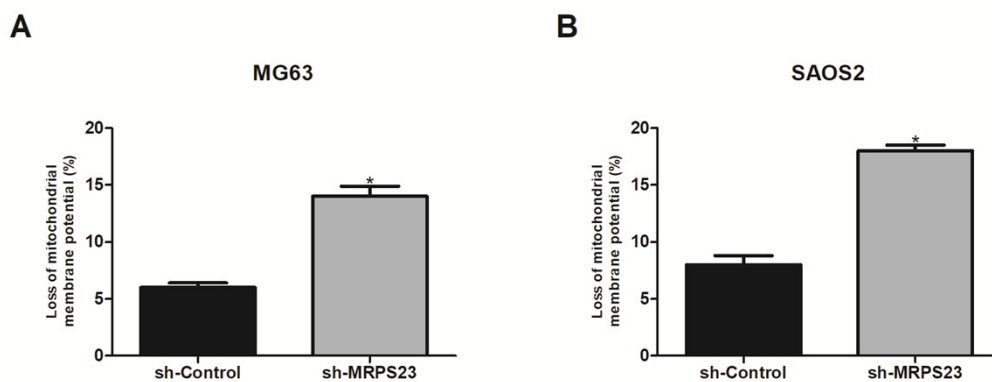 A
MG63
Loss of mitochondrial
membrane potential (%)
20
15
10
5
0
*
sh-Control
sh-MRPS23
B
SAOS2
Loss of mitochondrial
membrane potential (%)
20
15
10
5
0
*
sh-Control
sh-MRPS23